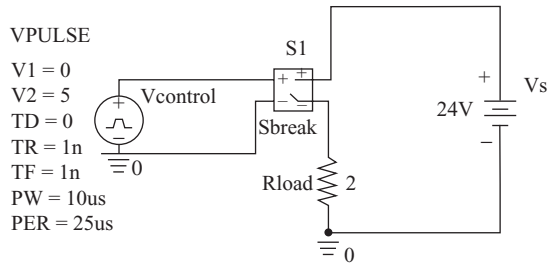 VPULSE
V1 = 0
V2 = 5
TD = 0
TR = 1n
TF = 1n
PW = 10us
PER = 25us
Vcontrol
0
S1
+ +
− −
Sbreak
Rload 2
0
+
24V
Vs
−
+
−